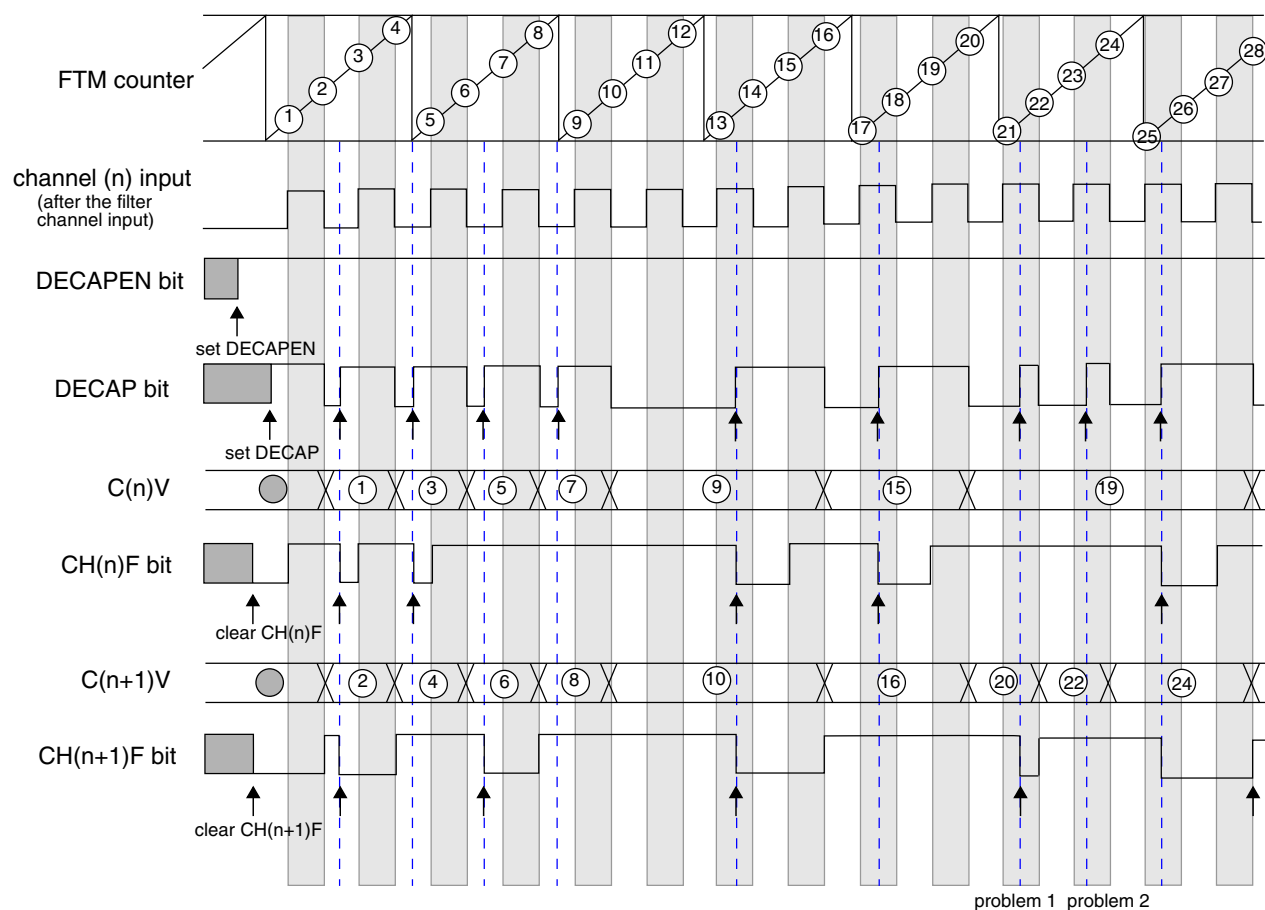 4 8 12 16 20 24 28
3 7 11 15 19 23 27
FTM counter
2 6 10 14 18 22 26
1 5 9 13 17 21 25
channel (n) input
(after the filter
channel input)
DECAPEN bit
set DECAPEN
DECAP bit
set DECAP
C(n)V 1 3 5 7 9 15 19
CH(n)F bit
clear CH(n)F
C(n+1)V 2 4 6 8 10 16 20 22 24
CH(n+1)F bit
clear CH(n+1)F
problem 1 problem 2